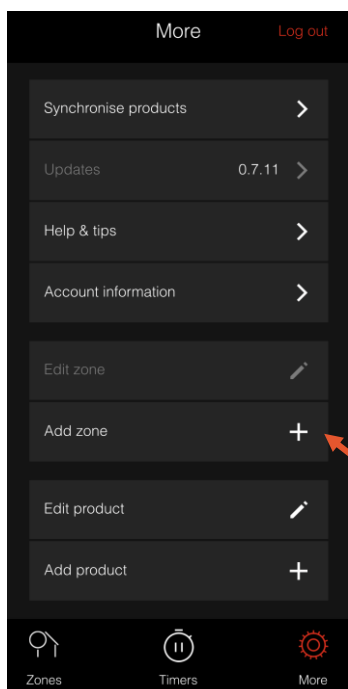 More Log out
Synchronise products
Updates 0.7.11
Help & tips
Account information
Edit zone
Add zone
Edit product
Add product
Zones Timers More